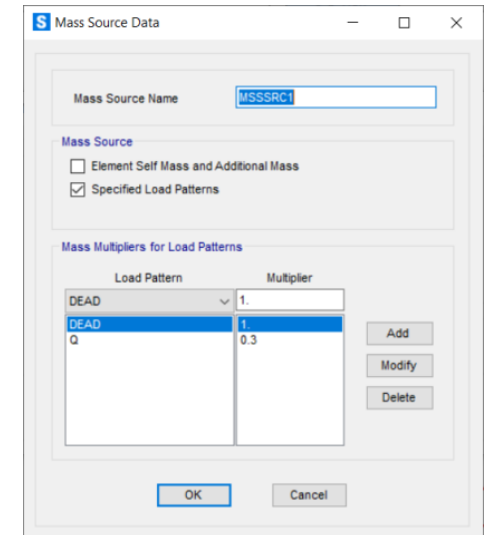 S Mass Source Data
Mass Source Name MSSSRC1
Mass Source
Element Self Mass and Additional Mass
Specified Load Patterns
Mass Multipliers for Load Patterns
Load Pattern Multiplier
DEAD 1.
DEAD 1.
Q 0.3
Add
Modify
Delete
OK Cancel